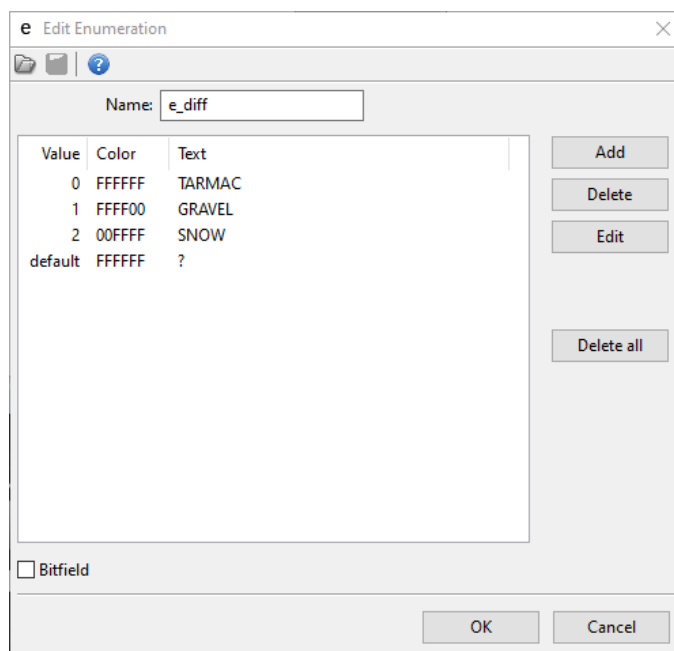 e Edit Enumeration
Name: e_diff
Value Color Text
0 FFFFFF TARMAC
1 FFFF00 GRAVEL
2 00FFFF SNOW
default FFFFFF ?
Add
Delete
Edit
Delete all
Bitfield
OK Cancel